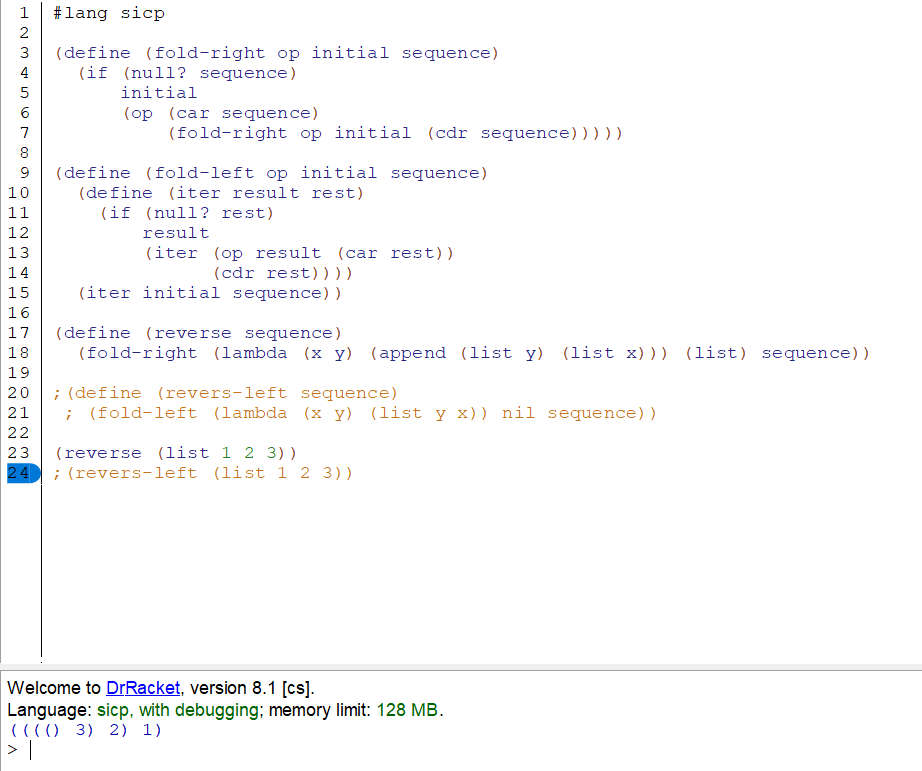 1 #lang sicp
2
3 (define (fold-right op initial sequence)
4   (if (null? sequence)
5       initial
6       (op (car sequence)
7           (fold-right op initial (cdr sequence)))))
8
9 (define (fold-left op initial sequence)
10   (define (iter result rest)
11     (if (null? rest)
12         result
13         (iter (op result (car rest))
14               (cdr rest))))
15   (iter initial sequence))
16
17 (define (reverse sequence)
18   (fold-right (lambda (x y) (append (list y) (list x))) (list) sequence))
19
20 ;(define (revers-left sequence)
21  ; (fold-left (lambda (x y) (list y x)) nil sequence))
22
23 (reverse (list 1 2 3))
24 ;(revers-left (list 1 2 3))
Welcome to DrRacket, version 8.1 [cs].
Language: sicp, with debugging; memory limit: 128 MB.
(((() 3) 2) 1)
>